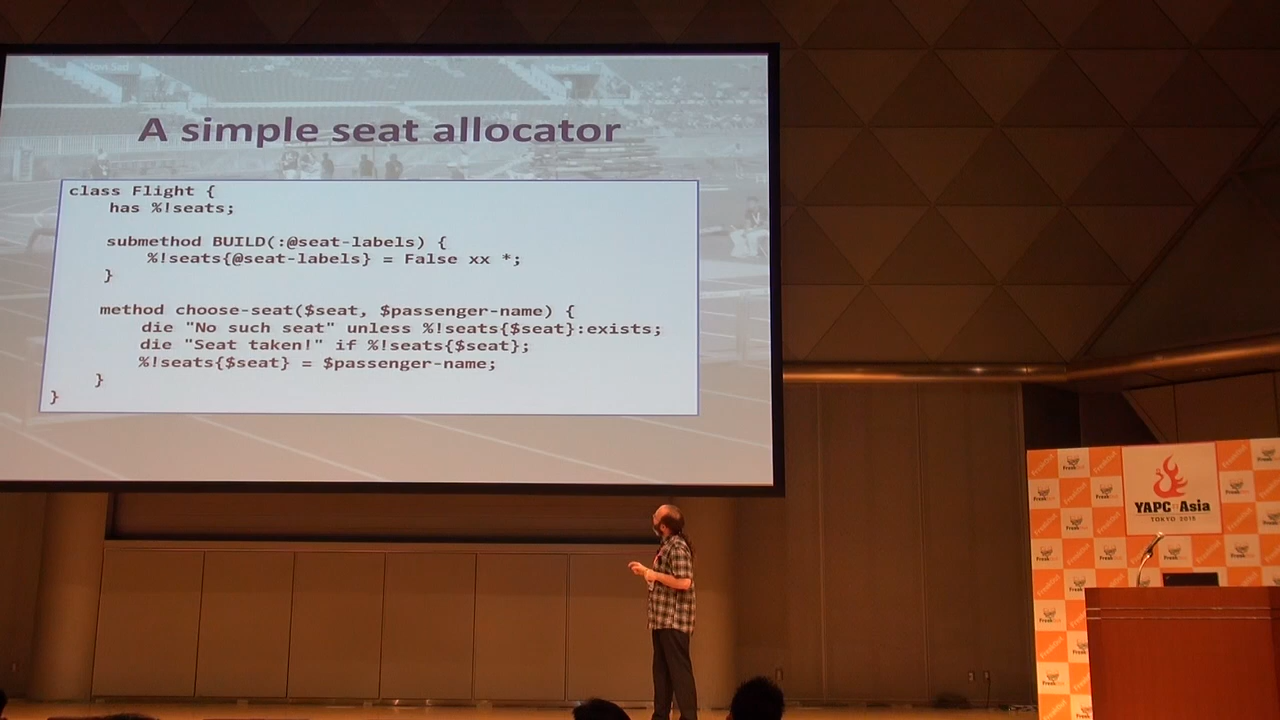 A simple seat allocator
class Flight {
has %!seats;
submethod BUILD(:@seat-labels) {
%!seats{@seat-labels} = False xx *;
}
method choose-seat($seat, $passenger-name) {
die "No such seat" unless %!seats{$seat}:exists;
die "Seat taken!" if %!seats{$seat};
%!seats{$seat} = $passenger-name;
}
}
YAPC Asia
TOKYO 2015
FreakOut